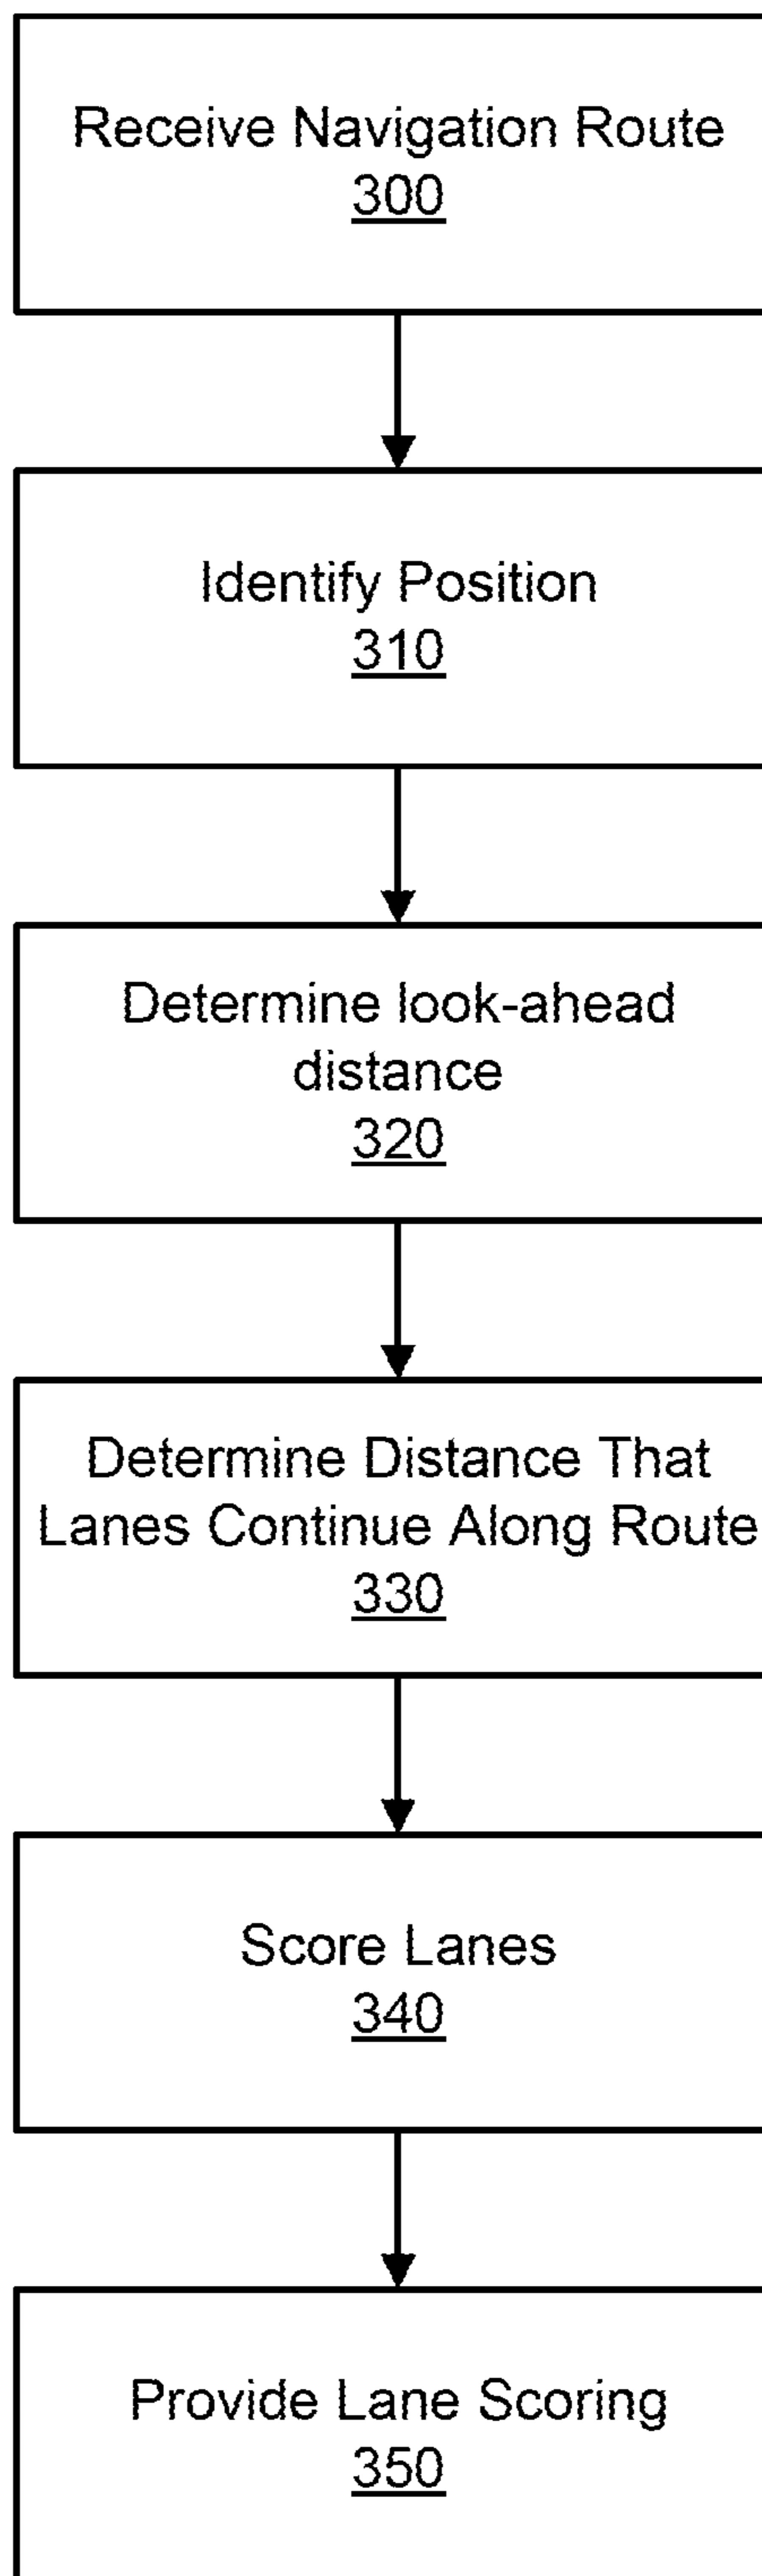 Receive Navigation Route
300
Identify Position
310
Determine look-ahead
distance
320
Determine Distance That
Lanes Continue Along Route
330
Score Lanes
340
Provide Lane Scoring
350